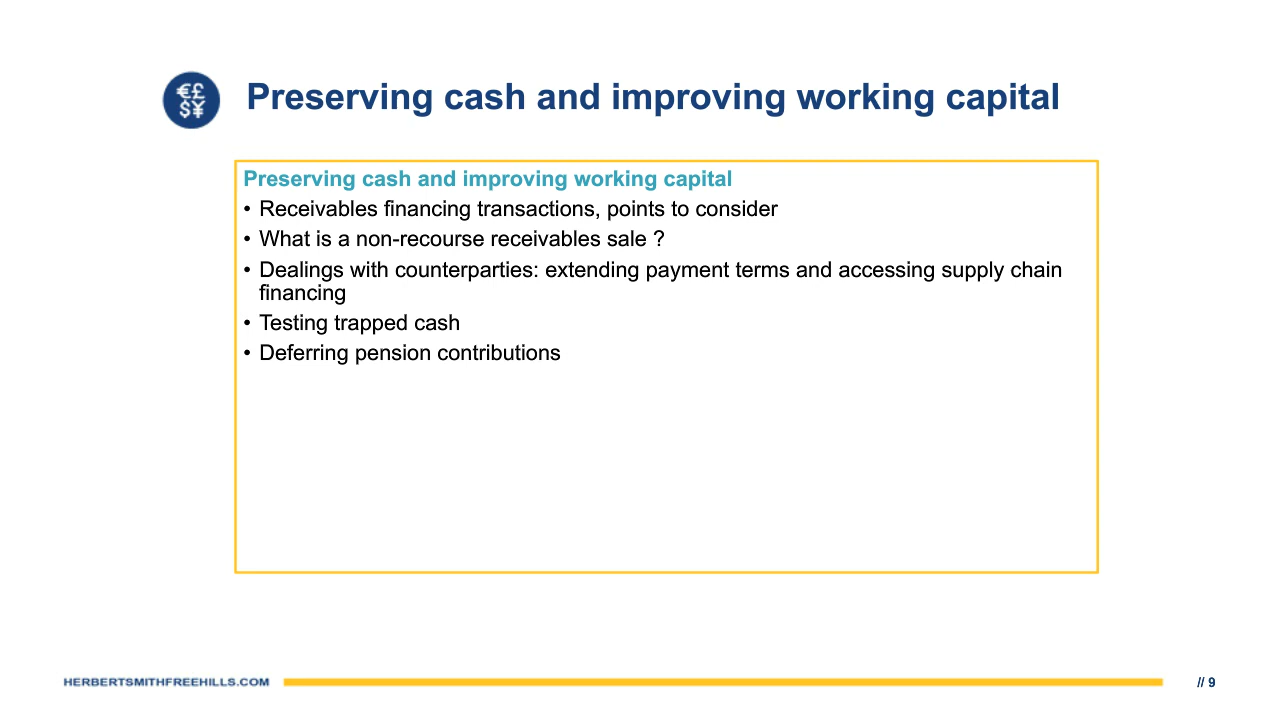 €£
$¥
Preserving cash and improving working capital
Preserving cash and improving working capital
• Receivables financing transactions, points to consider
• What is a non-recourse receivables sale ?
• Dealings with counterparties: extending payment terms and accessing supply chain
financing
• Testing trapped cash
• Deferring pension contributions
HERBERTSMITHFREEHILLS.COM
// 9